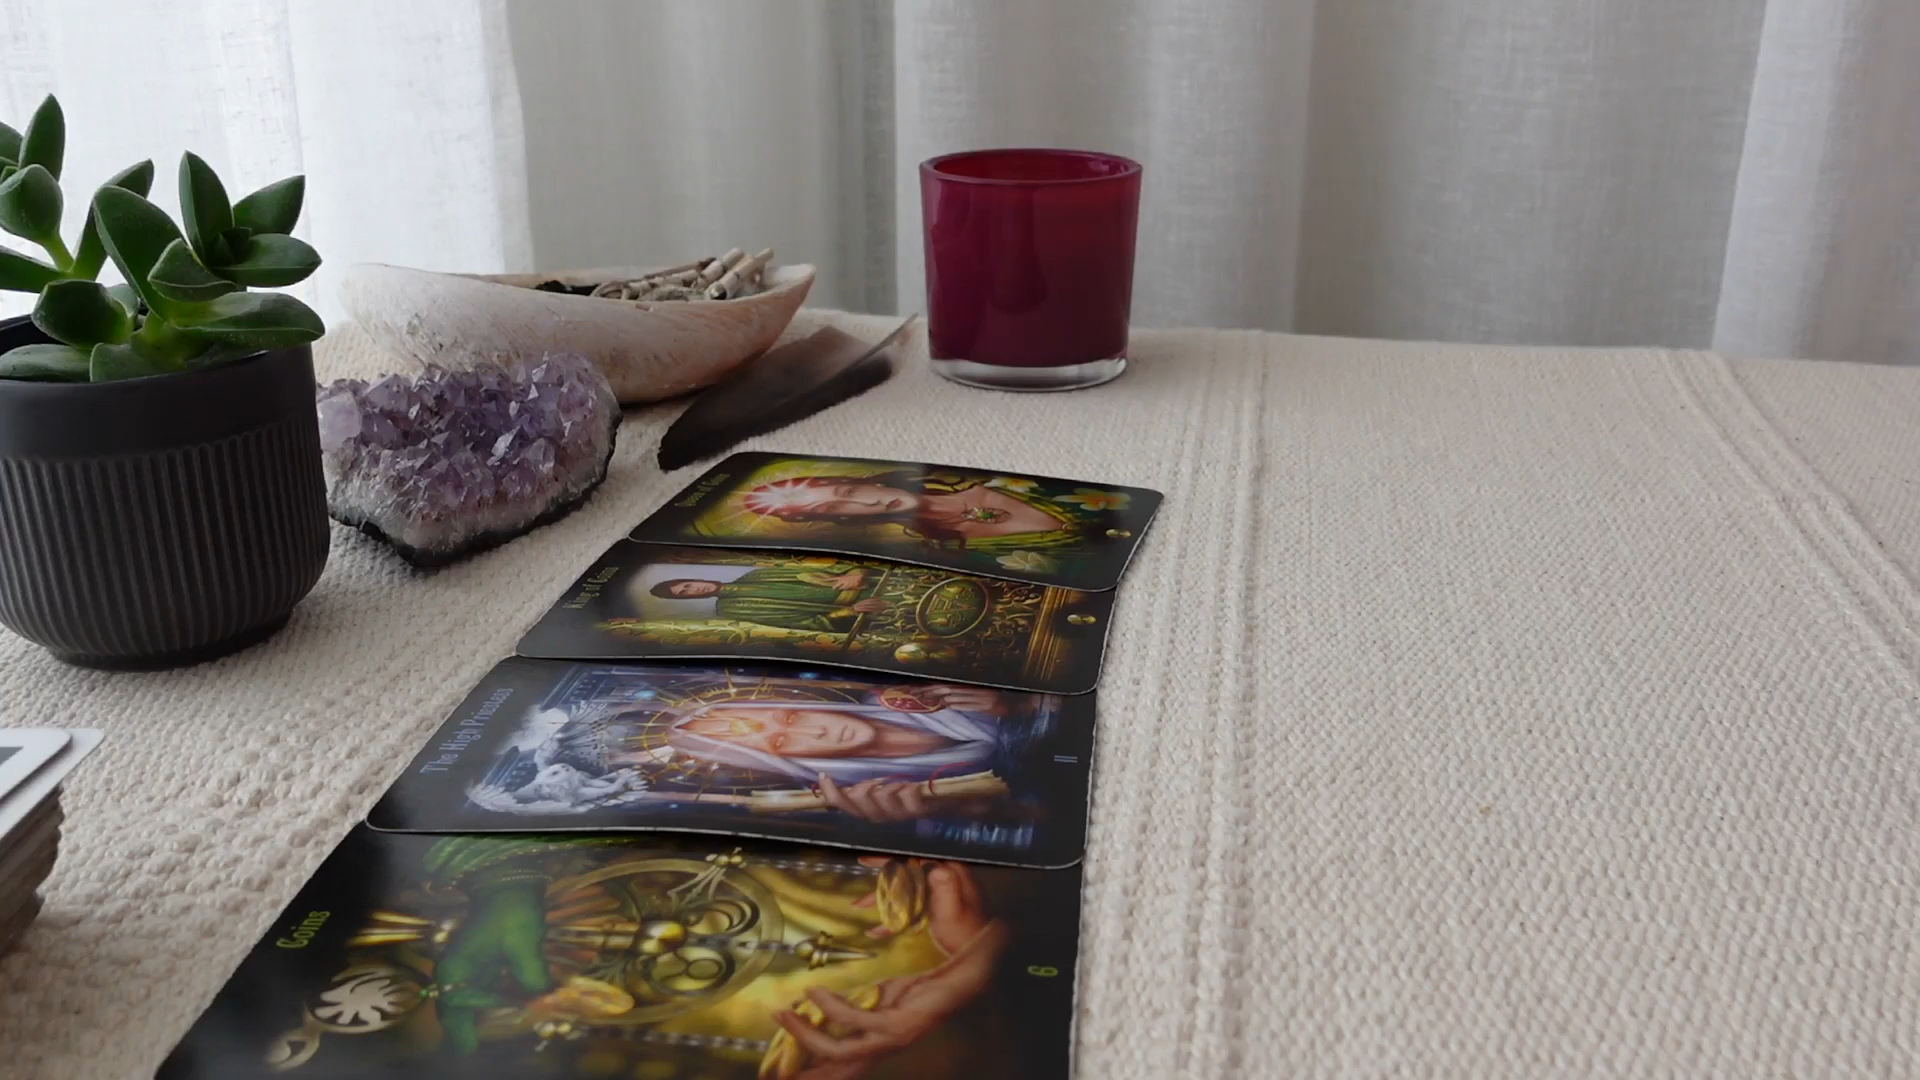 Queen of Coins
King of Coins
The High Priestess
II
Coins
6